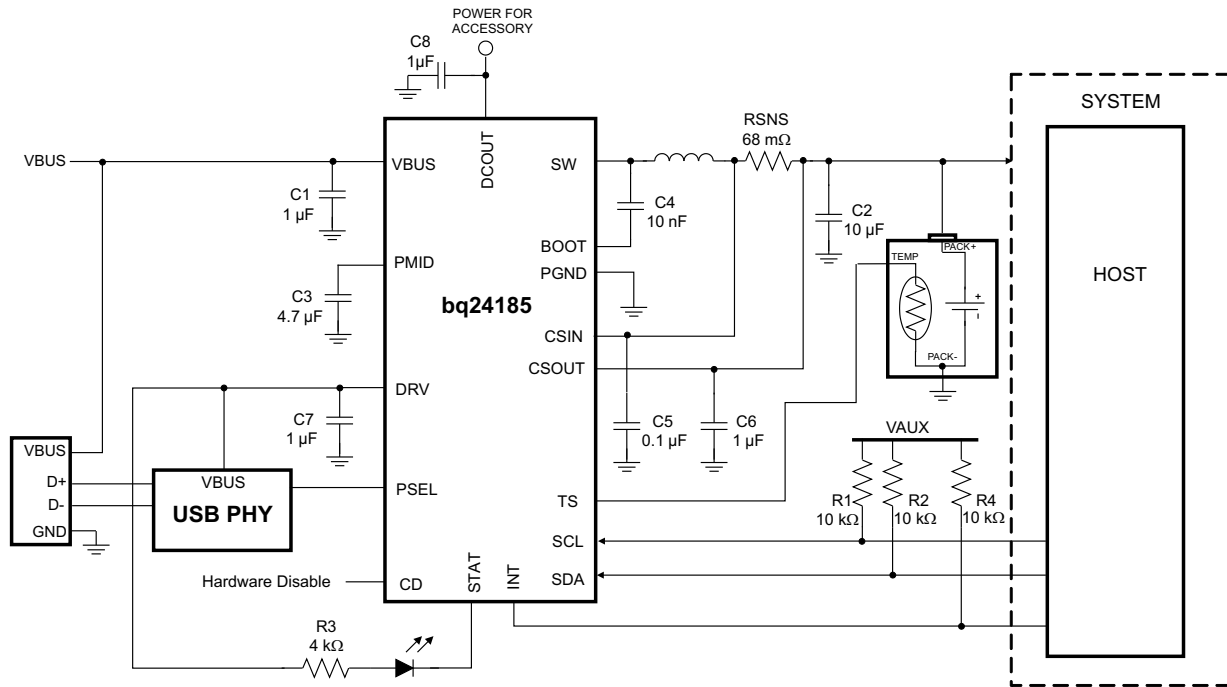 POWER FOR
ACCESSORY
C8
1µF
SYSTEM
RSNS
68 mΩ
VBUS
VBUS
DCOUT
SW
C1
1 µF
C4
10 nF
C2
10 µF
BOOT
PMID
PGND
TEMP
PACK+
+
-
PACK-
HOST
C3
4.7 µF
bq24185
CSIN
CSOUT
DRV
C7
1 µF
C5
0.1 µF
C6
1 µF
VAUX
VBUS
D+
D-
GND
VBUS
USB PHY
PSEL
TS
R1
10 kΩ
R2
10 kΩ
R4
10 kΩ
SCL
SDA
Hardware Disable
CD
STAT
INT
R3
4 kΩ